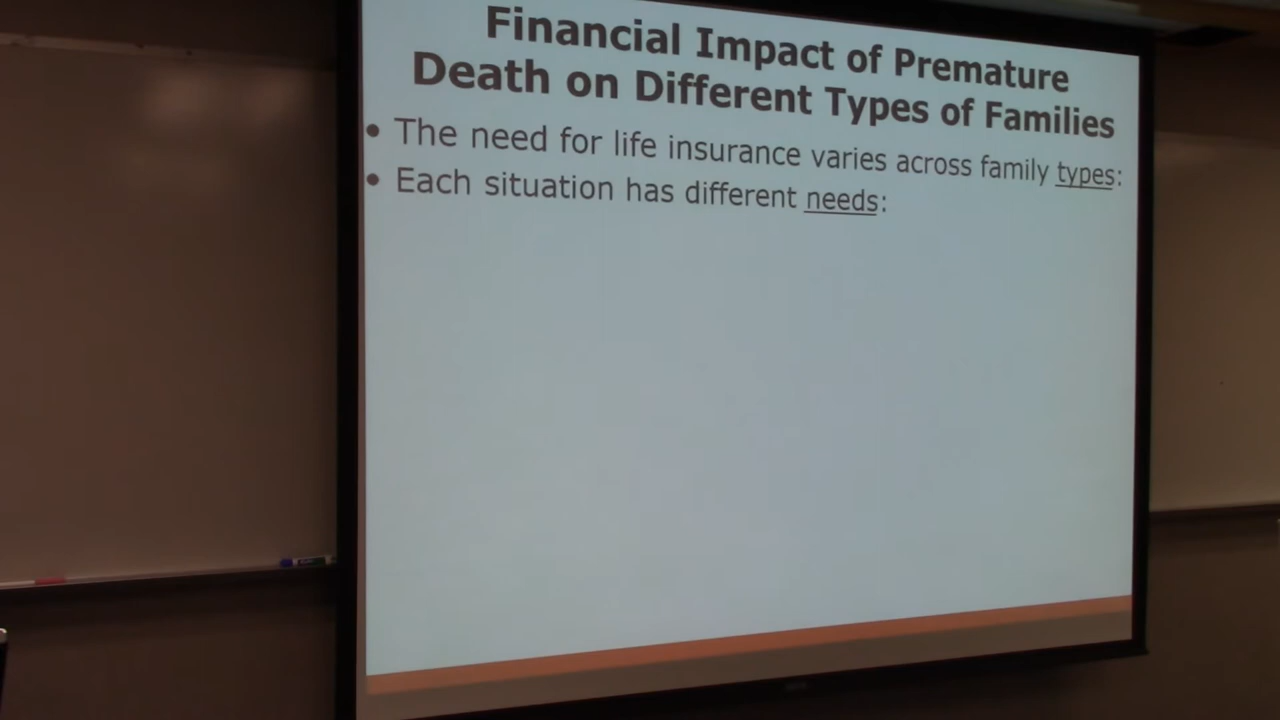 Financial Impact of Premature
Death on Different Types of Families
• The need for life insurance varies across family types:
• Each situation has different needs: